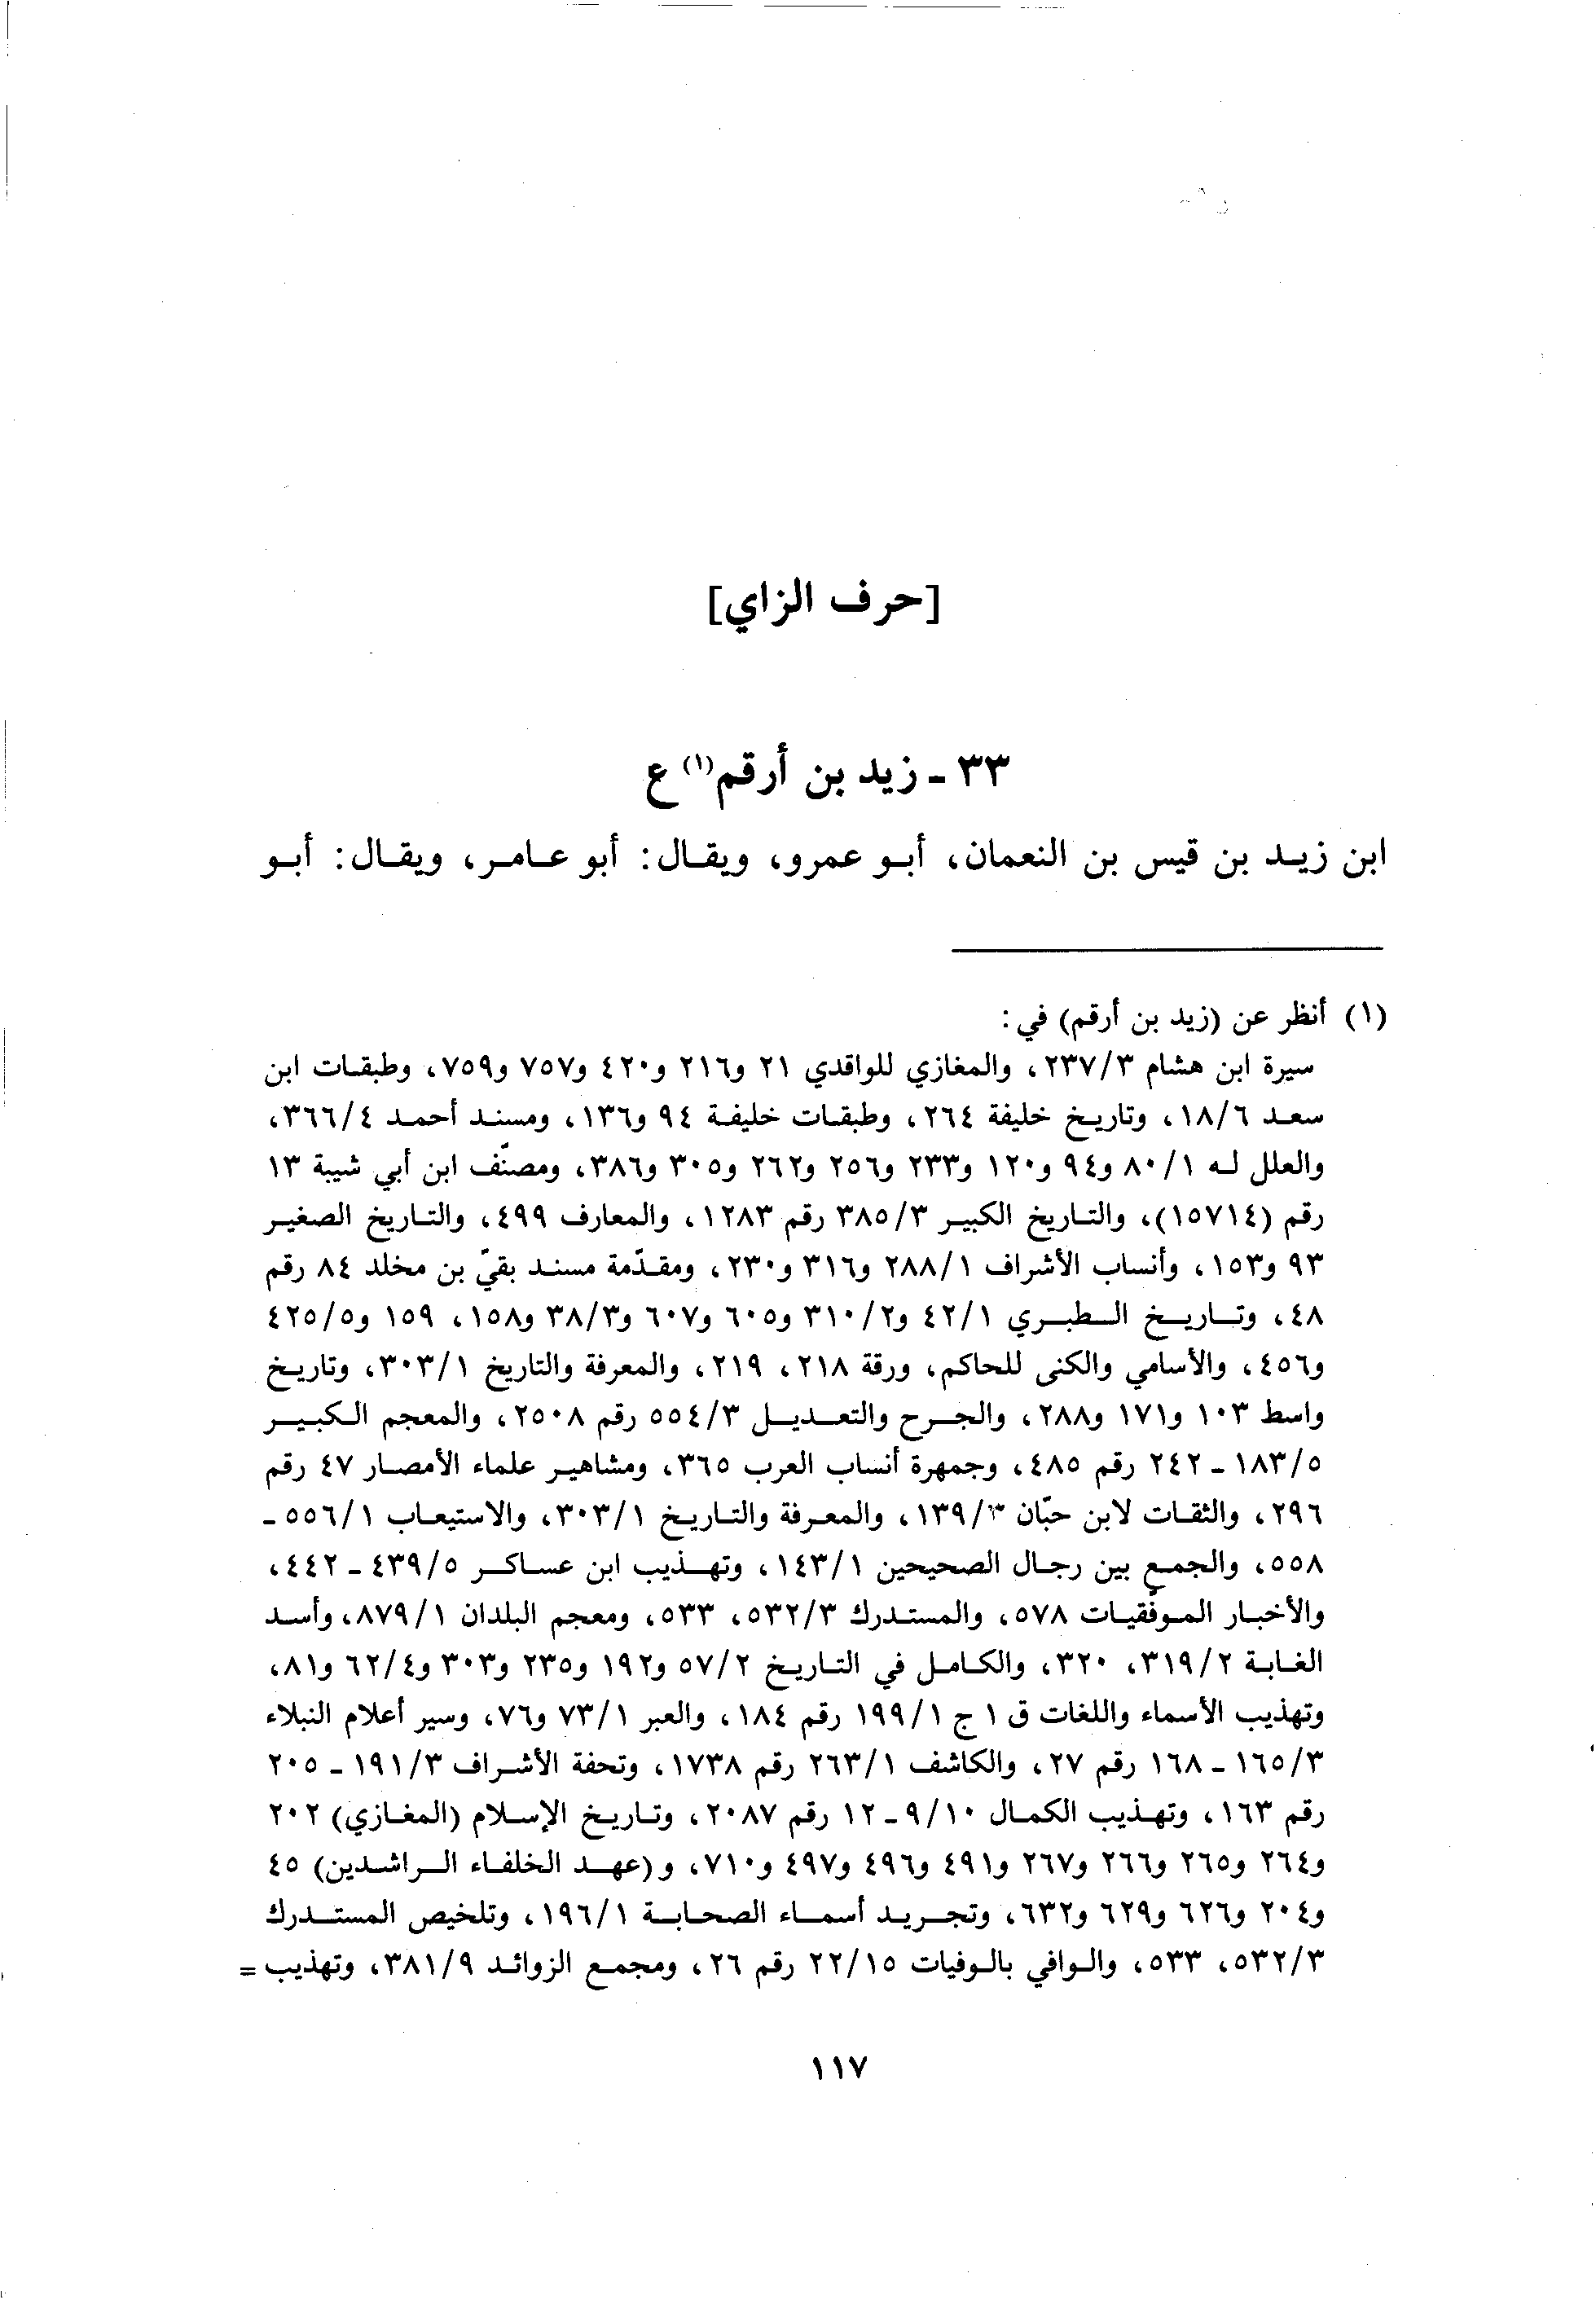 [حرف الزاي]
٣٣ - زيد بن أرقم(١) ع
ابن زيد بن قيس بن النعمان، أبو عمرو، ويقال: أبو عامر، ويقال: أبو
(١) أنظر عن (زيد بن أرقم) في:
سيرة ابن هشام ٢٣٧/٣، والمغازي للواقدي ٢١ و٢١٦ و٤٢٠ و٧٥٧ و٧٥٩، وطبقات ابن
سعد ١٨/٦، وتاريخ خليفة ٢٦٤، وطبقات خليفة ٩٤ و١٣٦، ومسند أحمد ٣٦٦/٤،
والعلل له ٨٠/١ و٩٤ و١٢٠ و٢٣٣ و٢٥٦ و٢٦٢ و٣٠٥ و٣٨٦، ومصنّف ابن أبي شيبة ١٣
رقم (١٥٧١٤)، والتاريخ الكبير ٣٨٥/٣ رقم ١٢٨٣، والمعارف ٤٩٩، والتاريخ الصغير
٩٣ و١٥٣، وأنساب الأشراف ٢٨٨/١ و٣١٦ و٢٣٠، ومقدّمة مسند بقيّ بن مخلد ٨٤ رقم
٤٨، وتاريخ الطبري ٤٢/١ و٣١٠/٢ و٦٠٥ و٦٠٧ و٣٨/٣ و١٥٨، ١٥٩ و٤٢٥/٥
و٤٥٦، والأسامي والكنى للحاكم، ورقة ٢١٨، ٢١٩، والمعرفة والتاريخ ٣٠٣/١، وتاريخ
واسط ١٠٣ و١٧١ و٢٨٨، والجرح والتعديل ٥٥٤/٣ رقم ٢٥٠٨، والمعجم الكبير
١٨٣/٥ - ٢٤٢ رقم ٤٨٥، وجمهرة أنساب العرب ٣٦٥، ومشاهير علماء الأمصار ٤٧ رقم
٢٩٦، والثقات لابن حبّان ١٣٩/٣، والمعرفة والتاريخ ٣٠٣/١، والاستيعاب ٥٥٦/١ -
٥٥٨، والجمع بين رجال الصحيحين ١٤٣/١، وتهذيب ابن عساكر ٤٣٩/٥ - ٤٤٢،
والأخبار الموفّقيات ٥٧٨، والمستدرك ٥٣٢/٣، ٥٣٣، ومعجم البلدان ٨٧٩/١، وأسد
الغابة ٣١٩/٢، ٣٢٠، والكامل في التاريخ ٥٧/٢ و١٩٢ و٢٣٥ و٣٠٣ و٦٢/٤ و٨١،
وتهذيب الأسماء واللغات ق ١ ج ١٩٩/١ رقم ١٨٤، والعبر ٧٣/١ و٧٦، وسير أعلام النبلاء
١٦٥/٣ - ١٦٨ رقم ٢٧، والكاشف ٢٦٣/١ رقم ١٧٣٨، وتحفة الأشراف ١٩١/٣ - ٢٠٥
رقم ١٦٣، وتهذيب الكمال ٩/١٠ - ١٢ رقم ٢٠٨٧، وتاريخ الإسلام (المغازي) ٢٠٢
و٢٦٤ و٢٦٥ و٢٦٦ و٢٦٧ و٤٩١ و٤٩٦ و٤٩٧ و٧١٠، و(عهد الخلفاء الراشدين) ٤٥
و٢٠٤ و٦٢٦ و٦٢٩ و٦٣٢، وتجريد أسماء الصحابة ١٩٦/١، وتلخيص المستدرك
٥٣٢/٣، ٥٣٣، والوافي بالوفيات ٢٢/١٥ رقم ٢٦، ومجمع الزوائد ٣٨١/٩، وتهذيب =
١١٧